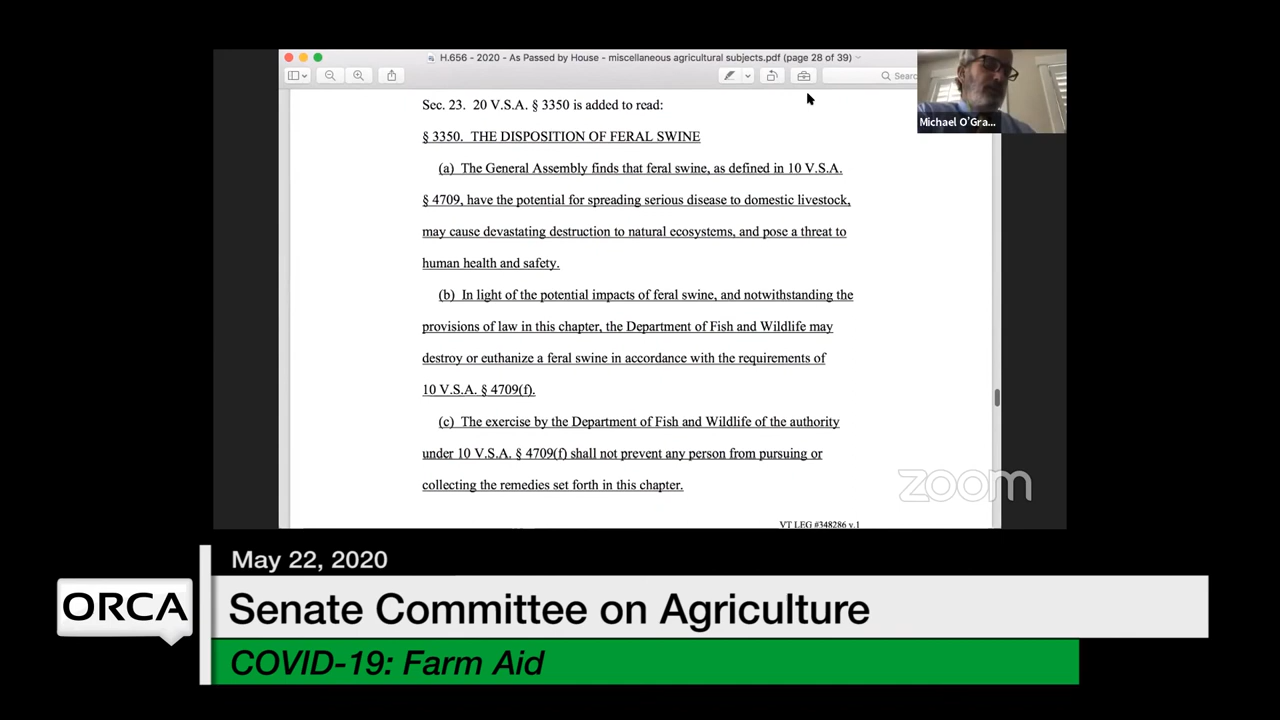 H.656 - 2020 - As Passed by House - miscellaneous agricultural subjects.pdf (page 28 of 39)
Searc
Michael O'Gra...
Sec. 23. 20 V.S.A. § 3350 is added to read:
§ 3350. THE DISPOSITION OF FERAL SWINE
(a) The General Assembly finds that feral swine, as defined in 10 V.S.A.
§ 4709, have the potential for spreading serious disease to domestic livestock,
may cause devastating destruction to natural ecosystems, and pose a threat to
human health and safety.
(b) In light of the potential impacts of feral swine, and notwithstanding the
provisions of law in this chapter, the Department of Fish and Wildlife may
destroy or euthanize a feral swine in accordance with the requirements of
10 V.S.A. § 4709(f).
(c) The exercise by the Department of Fish and Wildlife of the authority
under 10 V.S.A. § 4709(f) shall not prevent any person from pursuing or
collecting the remedies set forth in this chapter.
zoom
VT LEG #348286 v.1
May 22, 2020
ORCA
Senate Committee on Agriculture
COVID-19: Farm Aid